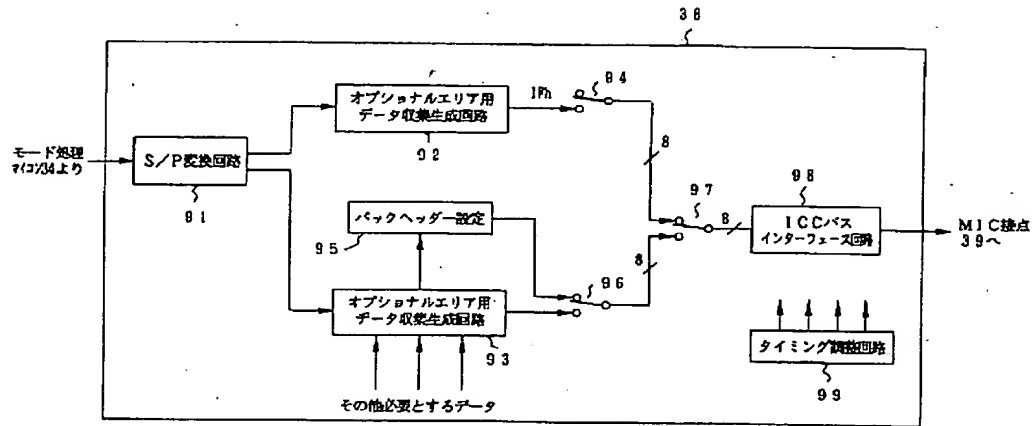 38
オプショナルエリア用
データ収集生成回路
92
1Fh
94
モード処理
マイコン34より
S/P変換回路
91
8
97
98
ICCバス
インターフェース回路
MIC接点
39へ
8
パックヘッダー設定
95
8
96
オプショナルエリア用
データ収集生成回路
93
その他必要とするデータ
タイミング調整回路
99